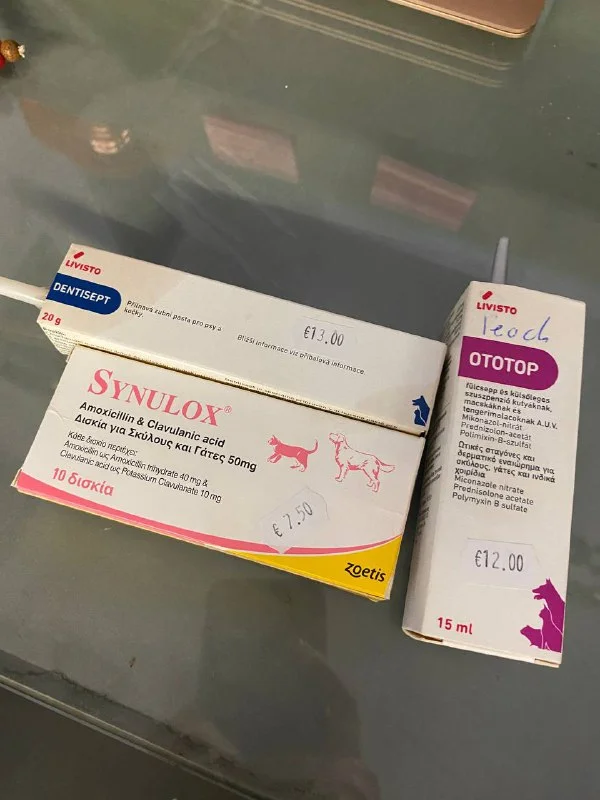 LIVISTO
DENTISEPT
20 g
Přilnavá zubní pasta pro psy a
kočky.
Bližší informace viz příbalová informace.
€13.00
SYNULOX®
Amoxicillin & Clavulanic acid
Δισκία για Σκύλους και Γάτες 50mg
Κάθε δισκίο περιέχει:
Amoxicillin ως Amoxicillin trihydrate 40 mg &
Clavulanic acid ως Potassium Clavulanate 10 mg
10 δισκία
€7.50
zoetis
LIVISTO
OTOTOP
fülcsepp és külsőleges
szuszpenzió kutyáknak,
macskáknak és
tengerimalacoknak A.U.V.
Mikonazol-nitrát
Prednizolon-acetát
Polimixin-B-szulfát
Ωτικές σταγόνες και
δερματικό εναιώρημα για
σκύλους, γάτες και ινδικά
χοιρίδια
Miconazole nitrate
Prednisolone acetate
Polymyxin B sulfate
€12.00
15 ml